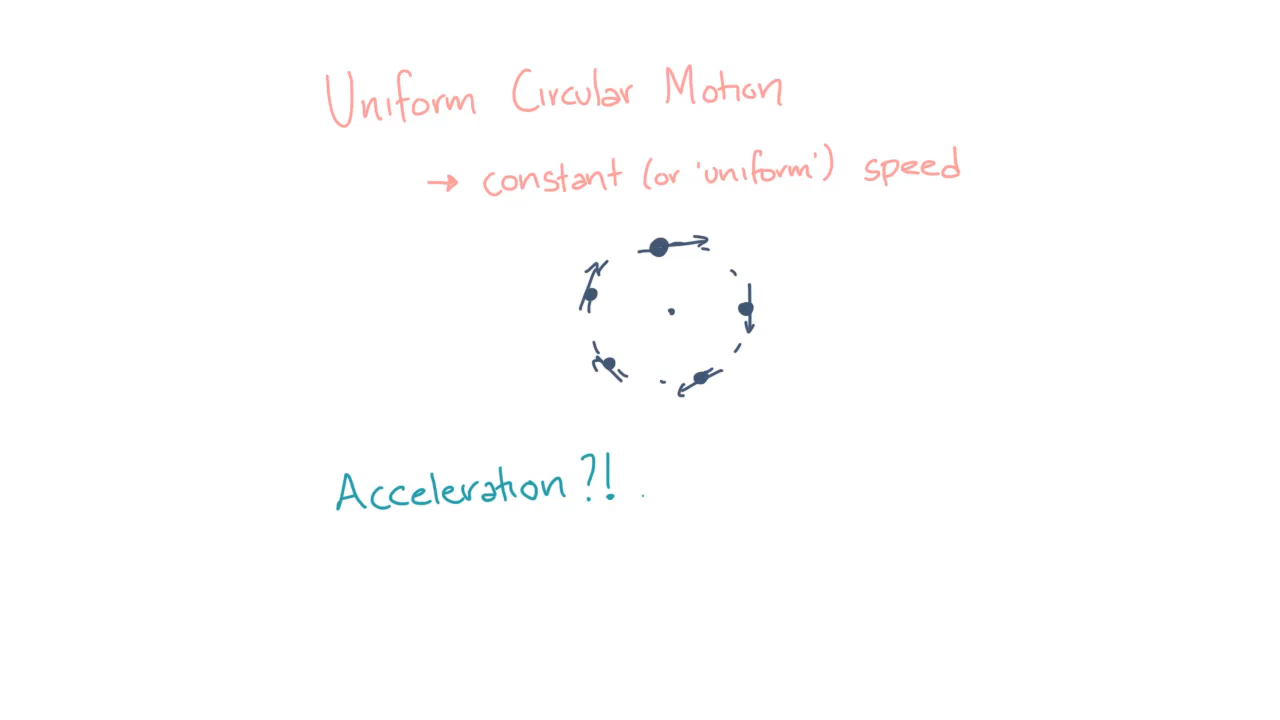 Uniform Circular Motion
→ constant (or 'uniform') speed
Acceleration?!